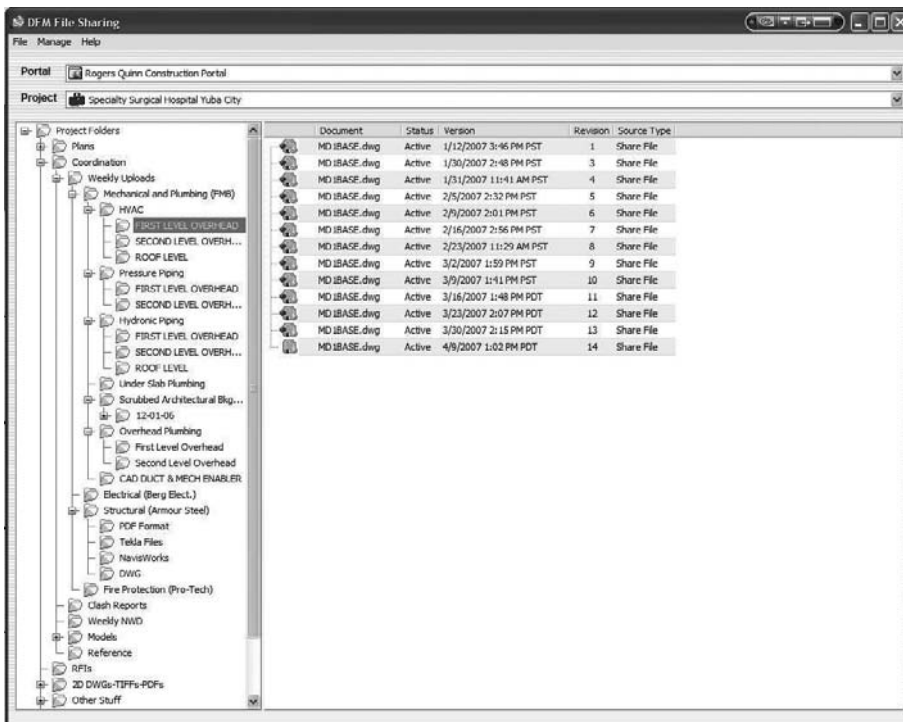 DFM File Sharing
File Manage Help
Portal Rogers Quinn Construction Portal
Project Specialty Surgical Hospital Yuba City
Project Folders
Plans
Coordination
Weekly Uploads
Mechanical and Plumbing (FMB)
HVAC
FIRST LEVEL OVERHEAD
SECOND LEVEL OVERH...
ROOF LEVEL
Pressure Piping
FIRST LEVEL OVERHEAD
SECOND LEVEL OVERH...
Hydronic Piping
FIRST LEVEL OVERHEAD
SECOND LEVEL OVERH...
ROOF LEVEL
Under Slab Plumbing
Scrubbed Architectural Bkg...
12-01-06
Overhead Plumbing
First Level Overhead
Second Level Overhead
CAD DUCT & MECH ENABLER
Electrical (Berg Elect.)
Structural (Armour Steel)
PDF Format
Tekla Files
NavisWorks
DWG
Fire Protection (Pro-Tech)
Clash Reports
Weekly NWD
Models
Reference
RFIs
2D DWGs-TIFFs-PDFs
Other Stuff
Document Status Version Revision Source Type
MD1BASE.dwg Active 1/12/2007 3:46 PM PST 1 Share File
MD1BASE.dwg Active 1/30/2007 2:48 PM PST 3 Share File
MD1BASE.dwg Active 1/31/2007 11:41 AM PST 4 Share File
MD1BASE.dwg Active 2/5/2007 2:32 PM PST 5 Share File
MD1BASE.dwg Active 2/9/2007 2:01 PM PST 6 Share File
MD1BASE.dwg Active 2/16/2007 2:56 PM PST 7 Share File
MD1BASE.dwg Active 2/23/2007 11:29 AM PST 8 Share File
MD1BASE.dwg Active 3/2/2007 1:59 PM PST 9 Share File
MD1BASE.dwg Active 3/9/2007 1:41 PM PST 10 Share File
MD1BASE.dwg Active 3/16/2007 1:48 PM PDT 11 Share File
MD1BASE.dwg Active 3/23/2007 2:07 PM PDT 12 Share File
MD1BASE.dwg Active 3/30/2007 2:15 PM PDT 13 Share File
MD1BASE.dwg Active 4/9/2007 1:02 PM PDT 14 Share File